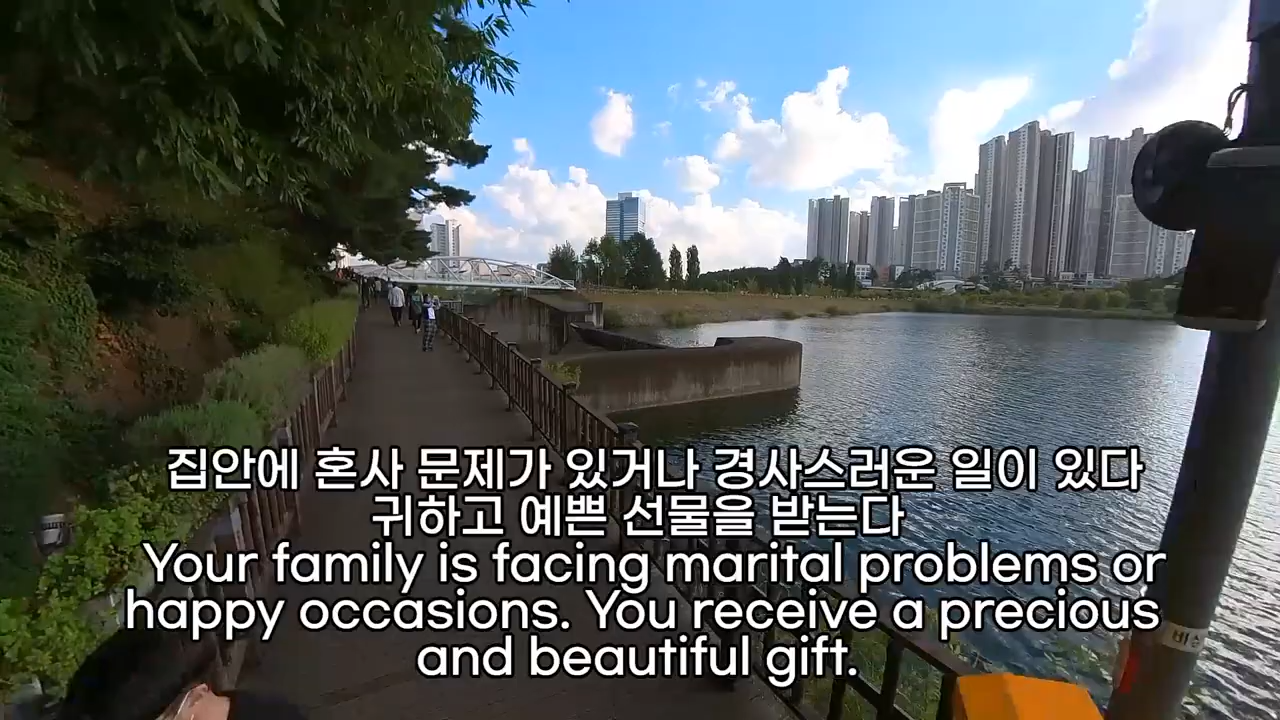 집안에 혼사 문제가 있거나 경사스러운 일이 있다
귀하고 예쁜 선물을 받는다
Your family is facing marital problems or
happy occasions. You receive a precious
and beautiful gift.
비상